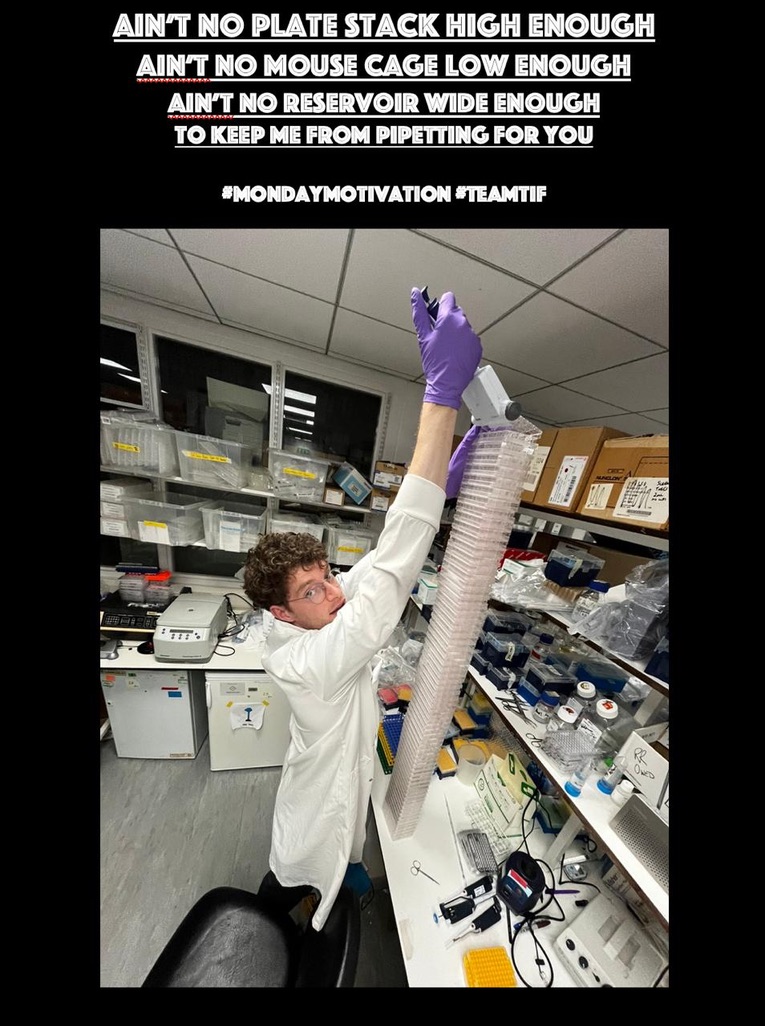 AIN'T NO PLATE STACK HIGH ENOUGH
AIN'T NO MOUSE CAGE LOW ENOUGH
AIN'T NO RESERVOIR WIDE ENOUGH
TO KEEP ME FROM PIPETTING FOR YOU
#MONDAYMOTIVATION #TEAMTIF
RR